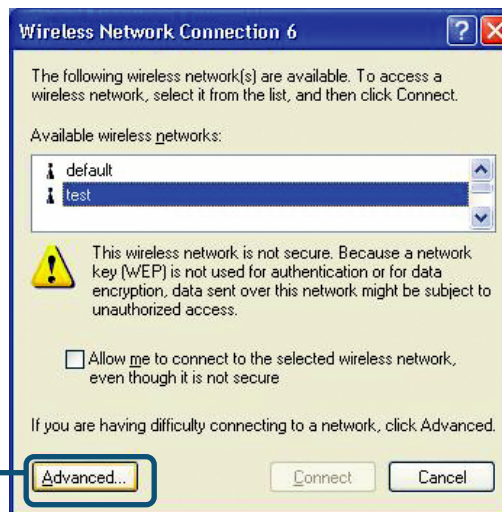 Wireless Network Connection 6
The following wireless network(s) are available. To access a
wireless network, select it from the list, and then click Connect.
Available wireless networks:
default
test
This wireless network is not secure. Because a network
key (WEP) is not used for authentication or for data
encryption, data sent over this network might be subject to
unauthorized access.
Allow me to connect to the selected wireless network,
even though it is not secure
If you are having difficulty connecting to a network, click Advanced.
Advanced... Connect Cancel